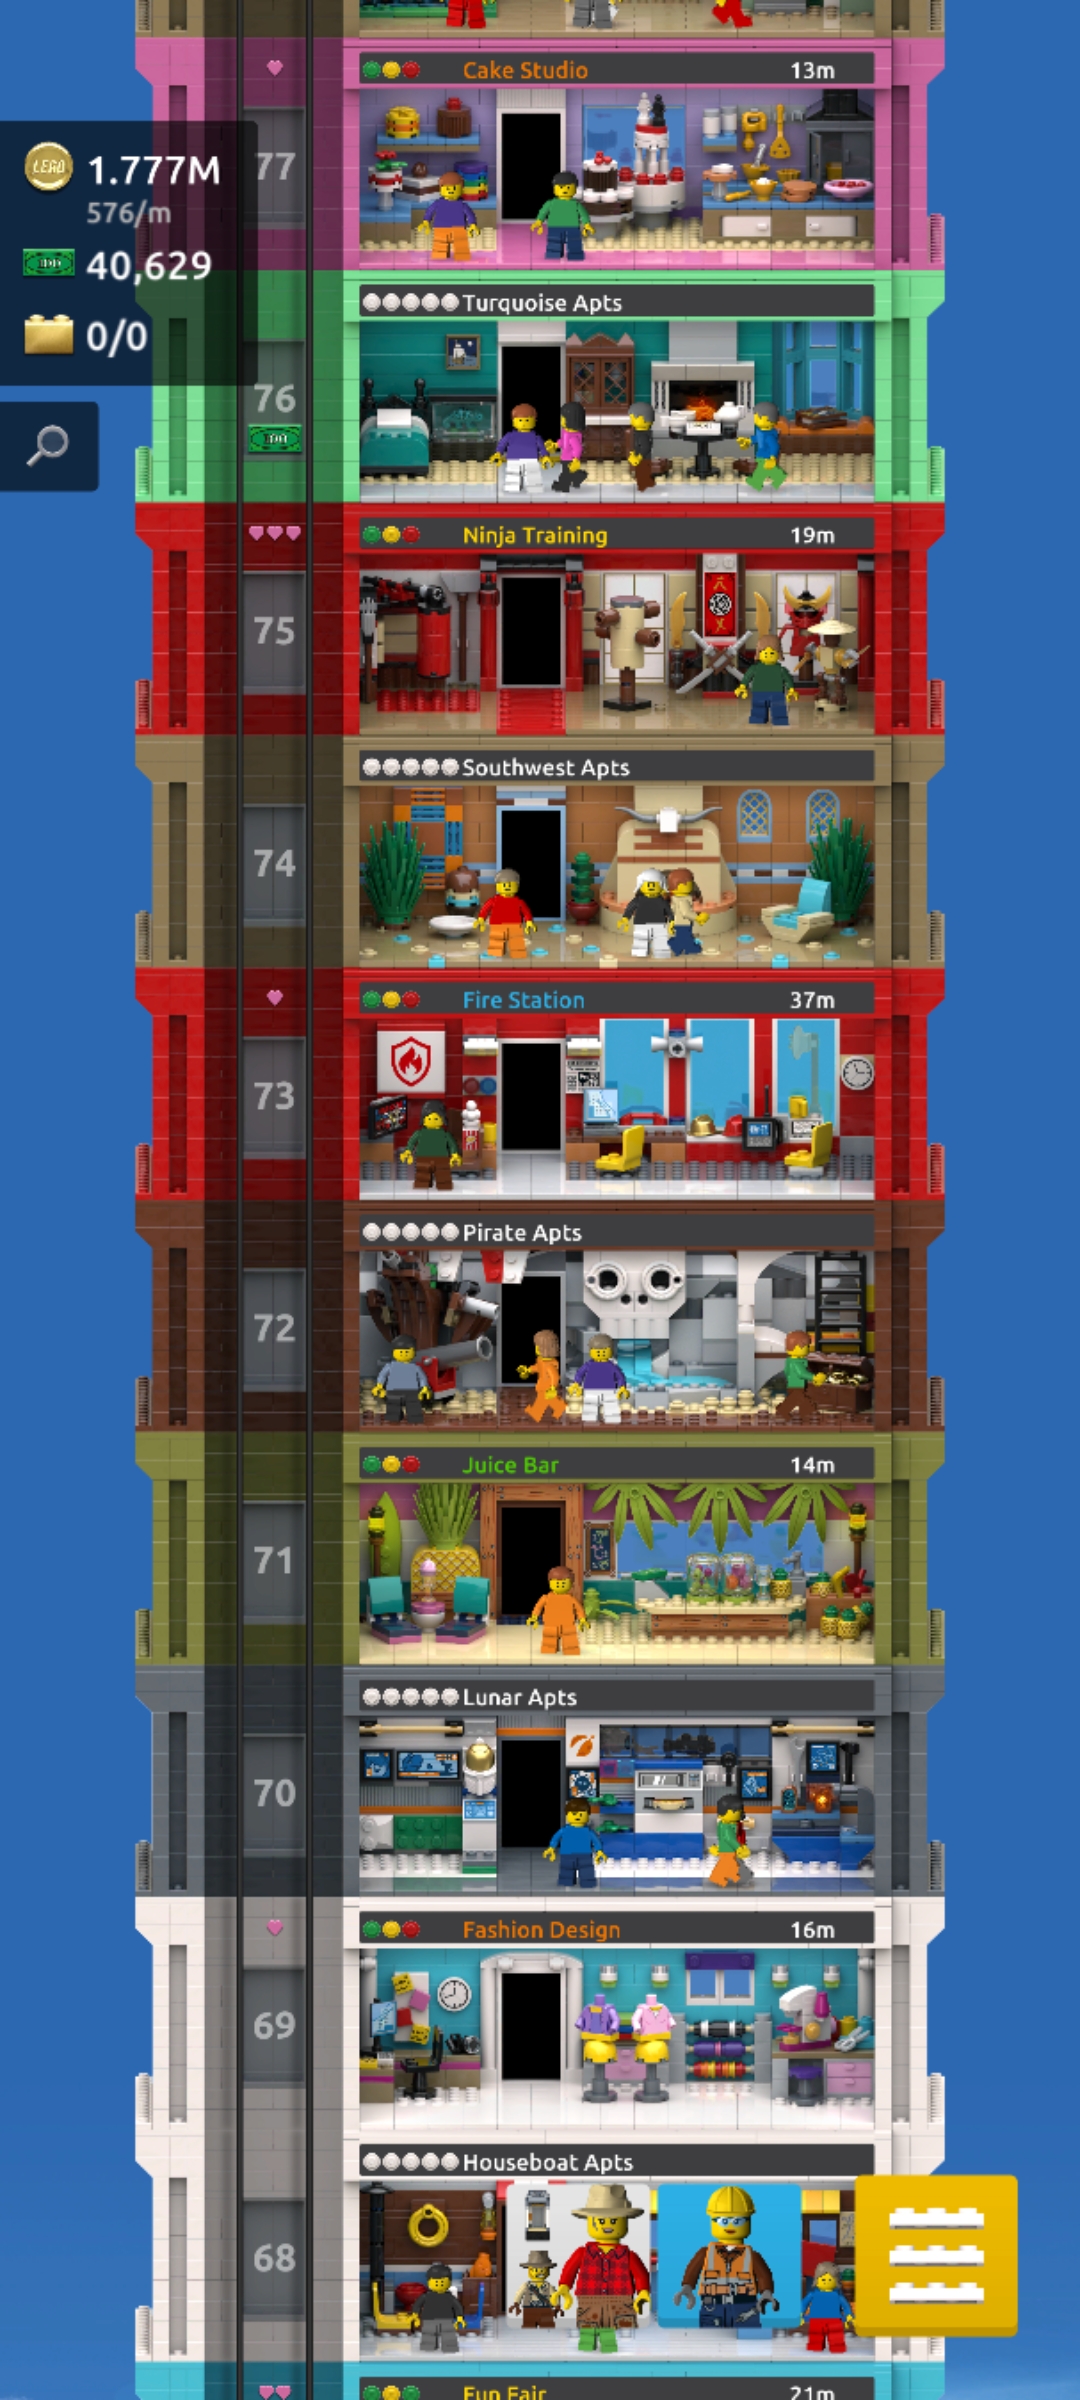 Cake Studio 13m
LEGO 1.777M
77
576/m
100 40,629
Turquoise Apts
0/0
76
100
Ninja Training 19m
75
Southwest Apts
74
Fire Station 37m
73
Pirate Apts
72
Juice Bar 14m
71
Lunar Apts
70
Fashion Design 16m
69
Houseboat Apts
68
Fun Fair 21m